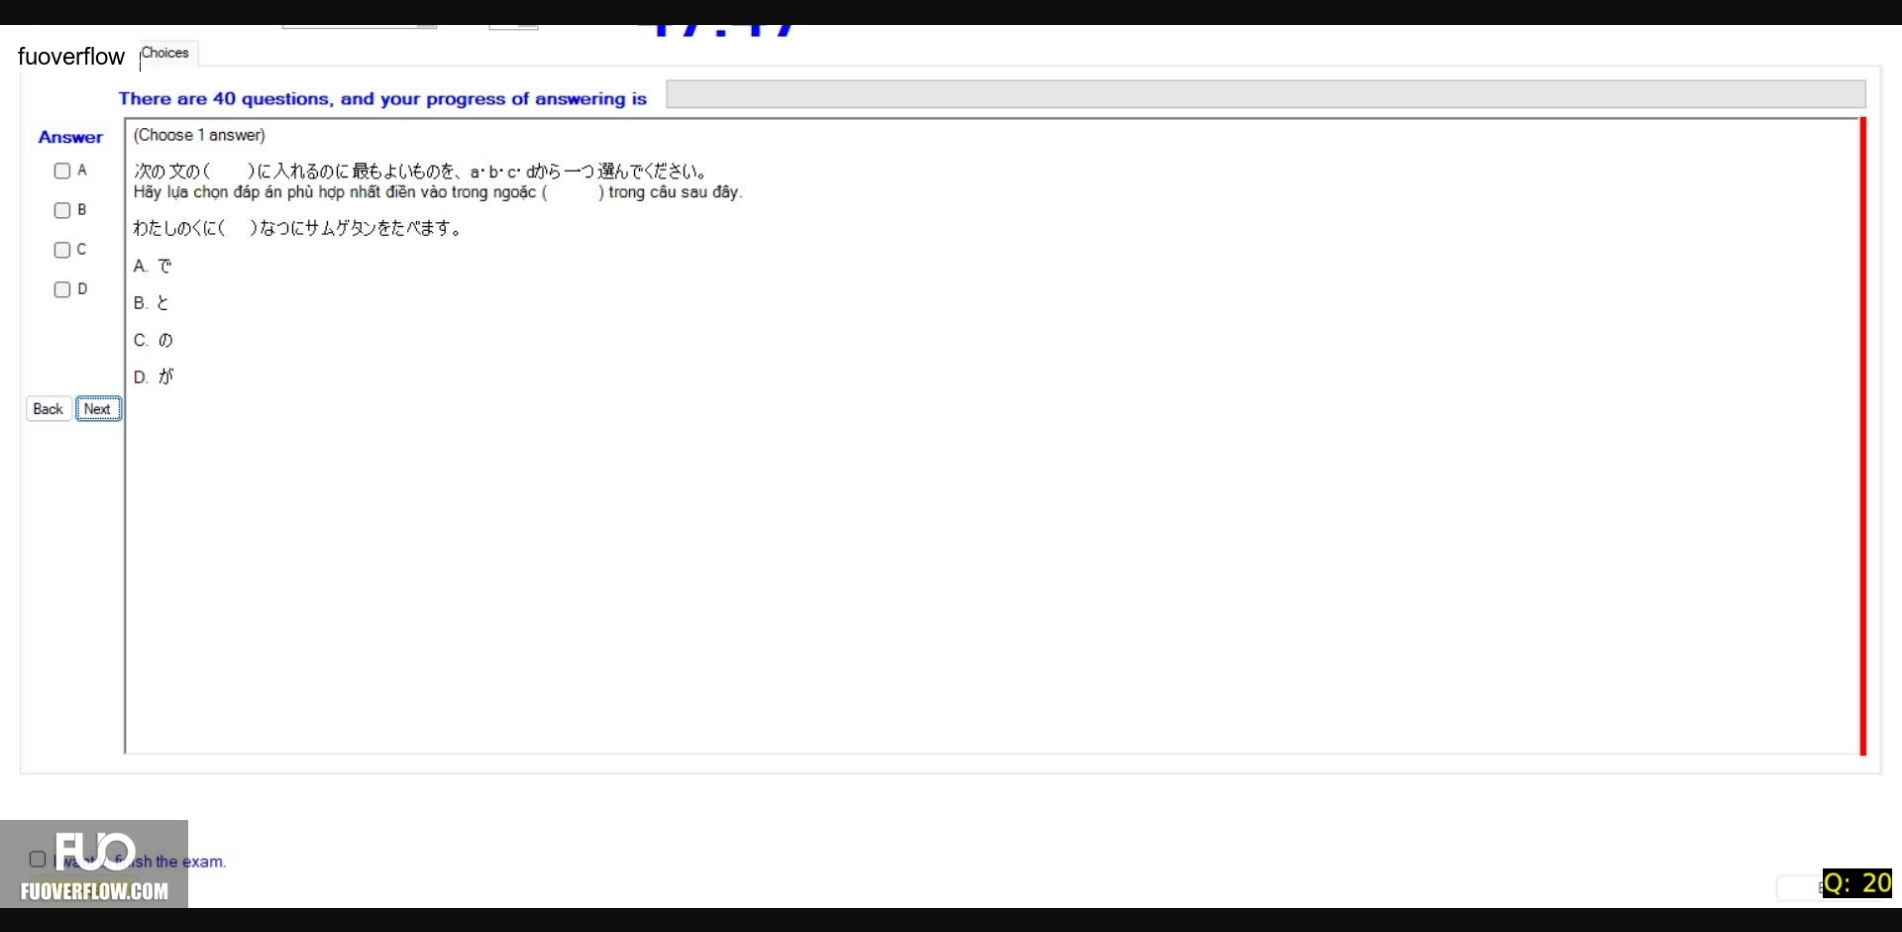 fuoverflow
Choices
There are 40 questions, and your progress of answering is
Answer
(Choose 1 answer)
A
次の文の(　　)に入れるのに最もよいものを、a・b・c・dから一つ選んでください。
Hãy lựa chọn đáp án phù hợp nhất điền vào trong ngoặc (　　) trong câu sau đây.
B
わたしのくに(　)なつにサムゲタンをたべます。
C
A. で
D
B. と
C. の
D. が
Back
Next
FUO
finish the exam.
FUOVERFLOW.COM
Q: 20